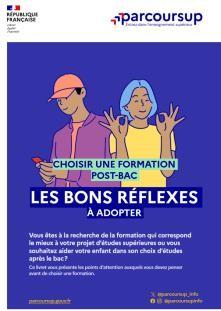 RÉPUBLIQUE
FRANÇAISE
Liberté
Égalité
Fraternité
parcoursup
Entrez dans l'enseignement supérieur
CHOISIR UNE FORMATION
POST-BAC
LES BONS RÉFLEXES
À ADOPTER
Vous êtes à la recherche de la formation qui correspond
le mieux à votre projet d'études supérieures ou vous
souhaitez aider votre enfant dans son choix d'études
après le bac ?
Ce livret vous présente les points d'attention auxquels vous devez penser
avant de choisir une formation.
parcoursup.gouv.fr
@parcoursup_info
@parcoursupinfo